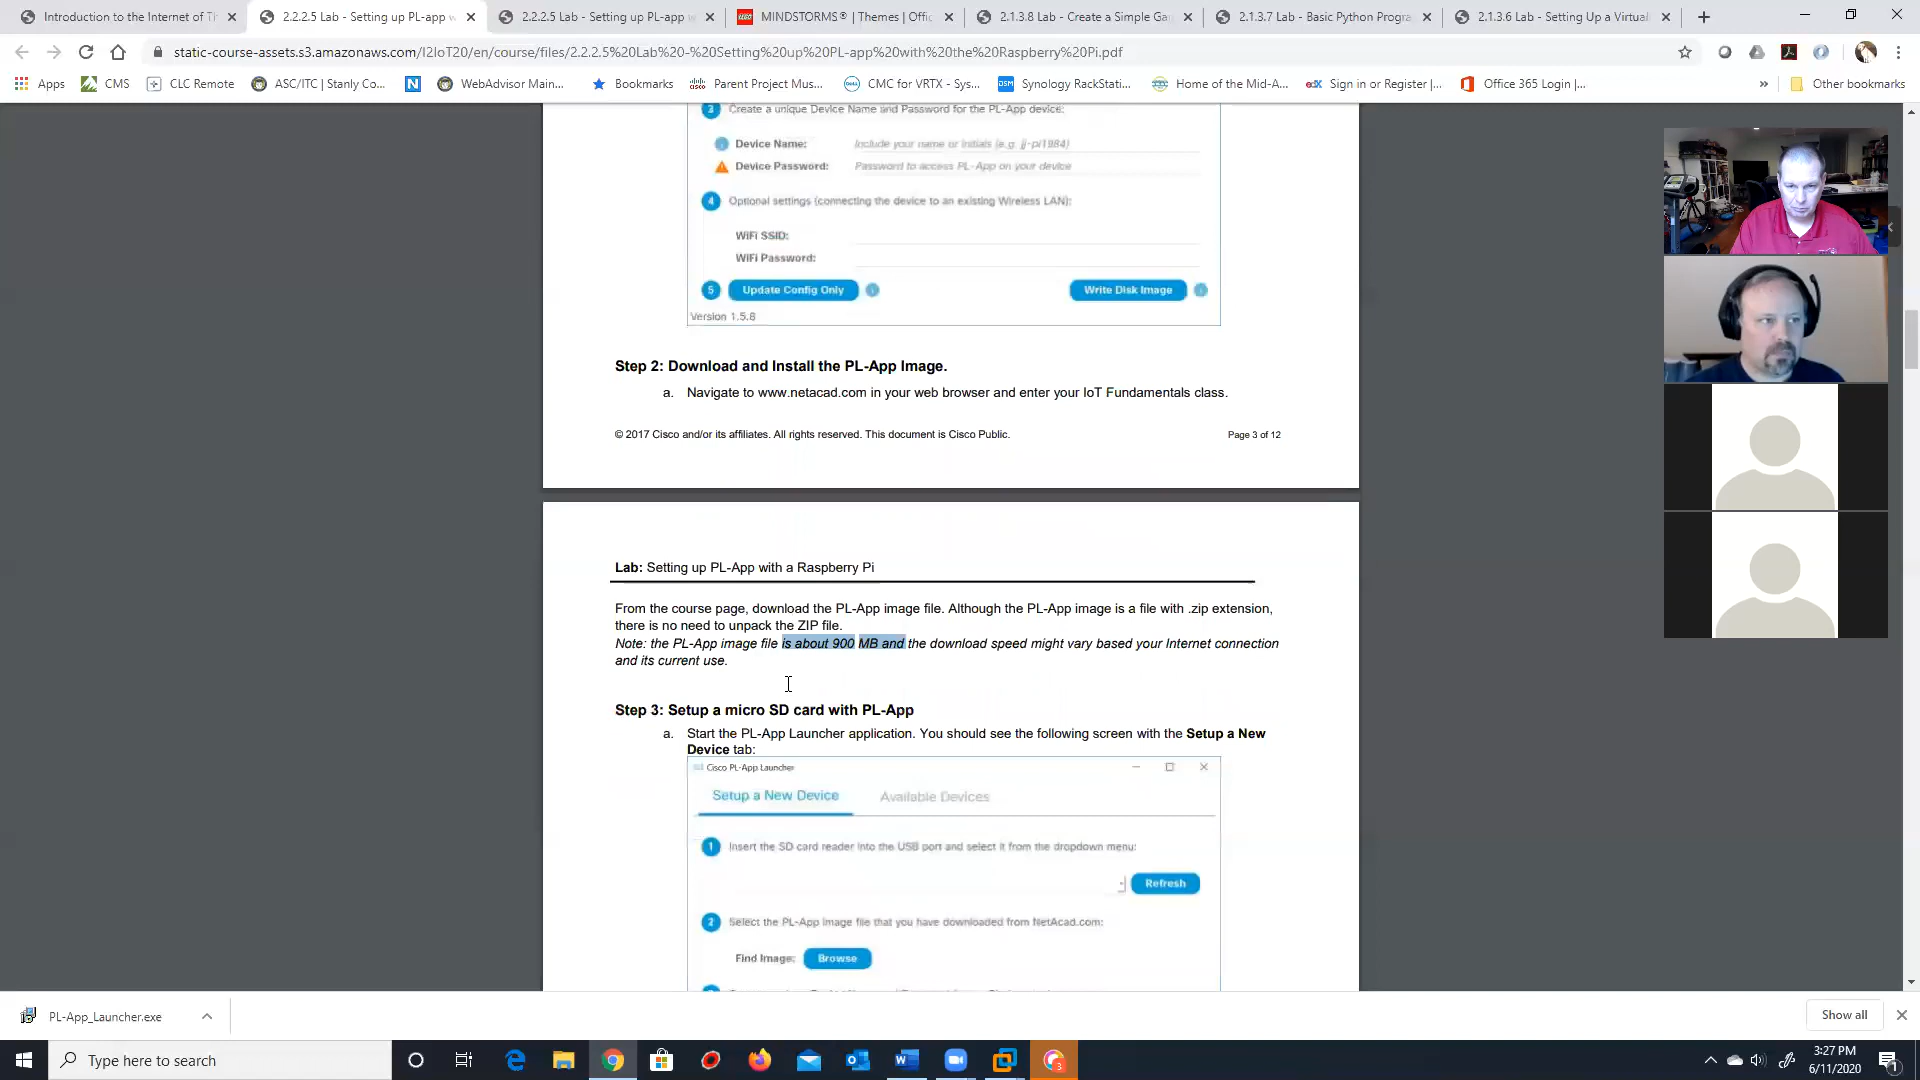 Introduction to the Internet of Ti
2.2.2.5 Lab - Setting up PL-app w
2.2.2.5 Lab - Setting up PL-app w
MINDSTORMS® | Themes | Offic
2.1.3.8 Lab - Create a Simple Ga
2.1.3.7 Lab - Basic Python Progra
2.1.3.6 Lab - Setting Up a Virtual
static-course-assets.s3.amazonaws.com/I2IoT20/en/course/files/2.2.2.5%20Lab%20-%20Setting%20up%20PL-app%20with%20the%20Raspberry%20Pi.pdf
Apps
CMS
CLC Remote
ASC/ITC | Stanly Co...
N
WebAdvisor Main...
Bookmarks
Parent Project Mus...
CMC for VRTX - Sys...
DSM
Synology RackStati...
Home of the Mid-A...
edX
Sign in or Register |...
Office 365 Login |...
»
Other bookmarks
3 Create a unique Device Name and Password for the PL-App device:
Device Name: Include your name or initials (e.g. jj-pi1984)
Device Password: Password to access PL-App on your device
4 Optional settings (connecting the device to an existing Wireless LAN):
WiFi SSID:
WiFi Password:
5 Update Config Only Write Disk Image
Version 1.5.8
Step 2: Download and Install the PL-App Image.
a. Navigate to www.netacad.com in your web browser and enter your IoT Fundamentals class.
© 2017 Cisco and/or its affiliates. All rights reserved. This document is Cisco Public. Page 3 of 12
Lab: Setting up PL-App with a Raspberry Pi
From the course page, download the PL-App image file. Although the PL-App image is a file with .zip extension,
there is no need to unpack the ZIP file.
Note: the PL-App image file is about 900 MB and the download speed might vary based your Internet connection
and its current use.
Step 3: Setup a micro SD card with PL-App
a. Start the PL-App Launcher application. You should see the following screen with the Setup a New
Device tab:
Cisco PL-App Launcher
Setup a New Device Available Devices
1 Insert the SD card reader into the USB port and select it from the dropdown menu:
Refresh
2 Select the PL-App image file that you have downloaded from NetAcad.com:
Find Image: Browse
PL-App_Launcher.exe
Show all
Type here to search
3
3:27 PM
6/11/2020
1